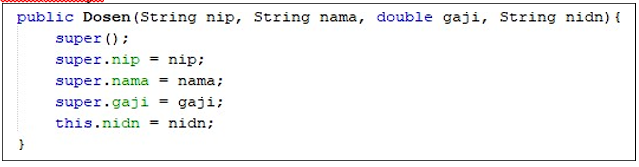 public Dosen(String nip, String nama, double gaji, String nidn){
super();
super.nip = nip;
super.nama = nama;
super.gaji = gaji;
this.nidn = nidn;
}